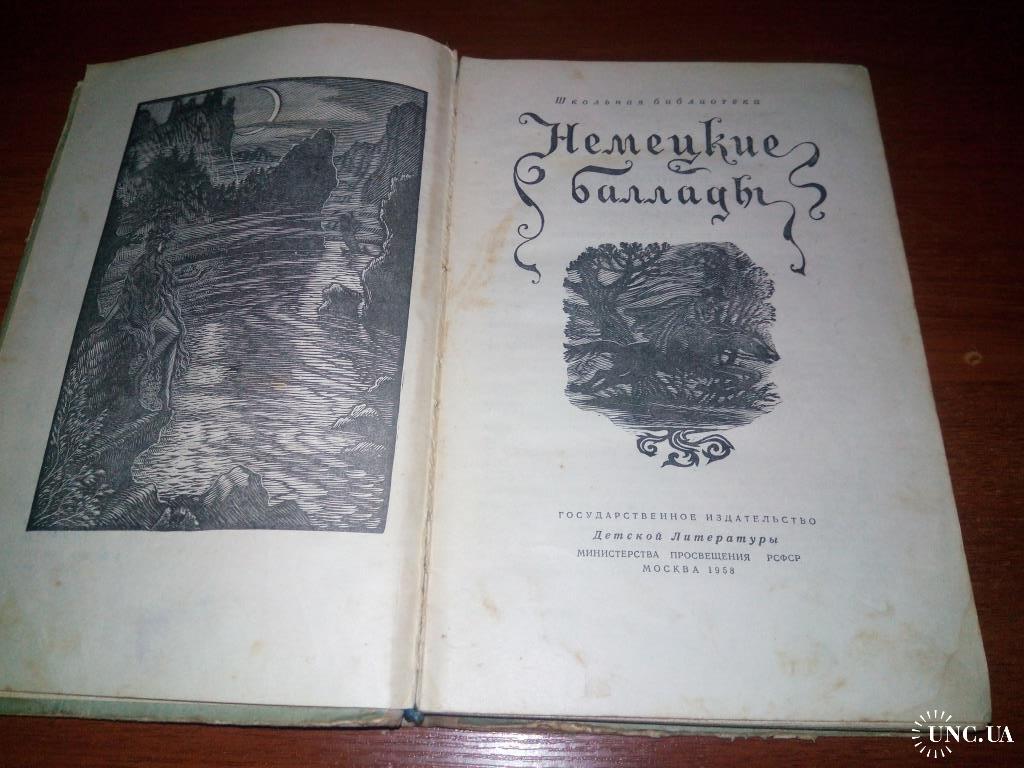 Школьная библиотека
Немецкие
баллады
ГОСУДАРСТВЕННОЕ ИЗДАТЕЛЬСТВО
Детской Литературы
МИНИСТЕРСТВА ПРОСВЕЩЕНИЯ РСФСР
МОСКВА 1958
UNC.UA